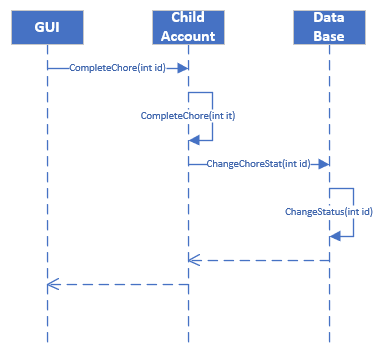 GUI
Child
Account
Data
Base
CompleteChore(int id)
CompleteChore(int it)
ChangeChoreStat(int id)
ChangeStatus(int id)